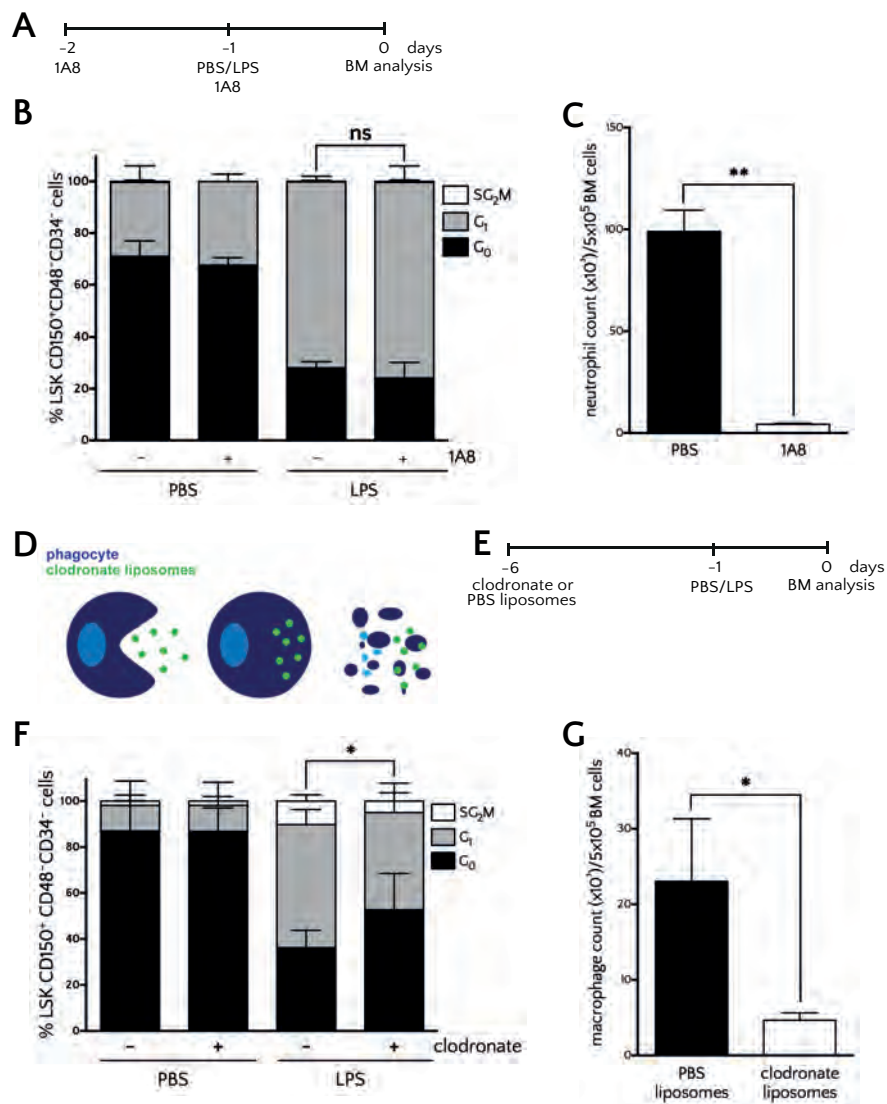 A
-2 -1 0 days
1A8 PBS/LPS BM analysis
1A8
B
ns
% LSK CD150⁺CD48⁻CD34⁻ cells
100
80
60
40
20
0
SG₂M
G₁
G₀
- + - + 1A8
PBS LPS
C
neutrophil count (x10³)/5x10⁵ BM cells
150
100
50
0
**
PBS 1A8
D
phagocyte
clodronate liposomes
E
-6 -1 0 days
clodronate or PBS/LPS BM analysis
PBS liposomes
F
*
% LSK CD150⁺ CD48⁻CD34⁻ cells
100
80
60
40
20
0
SG₂M
G₁
G₀
- + - + clodronate
PBS LPS
G
macrophage count (x10³)/5x10⁵ BM cells
40
30
20
10
0
*
PBS clodronate
liposomes liposomes